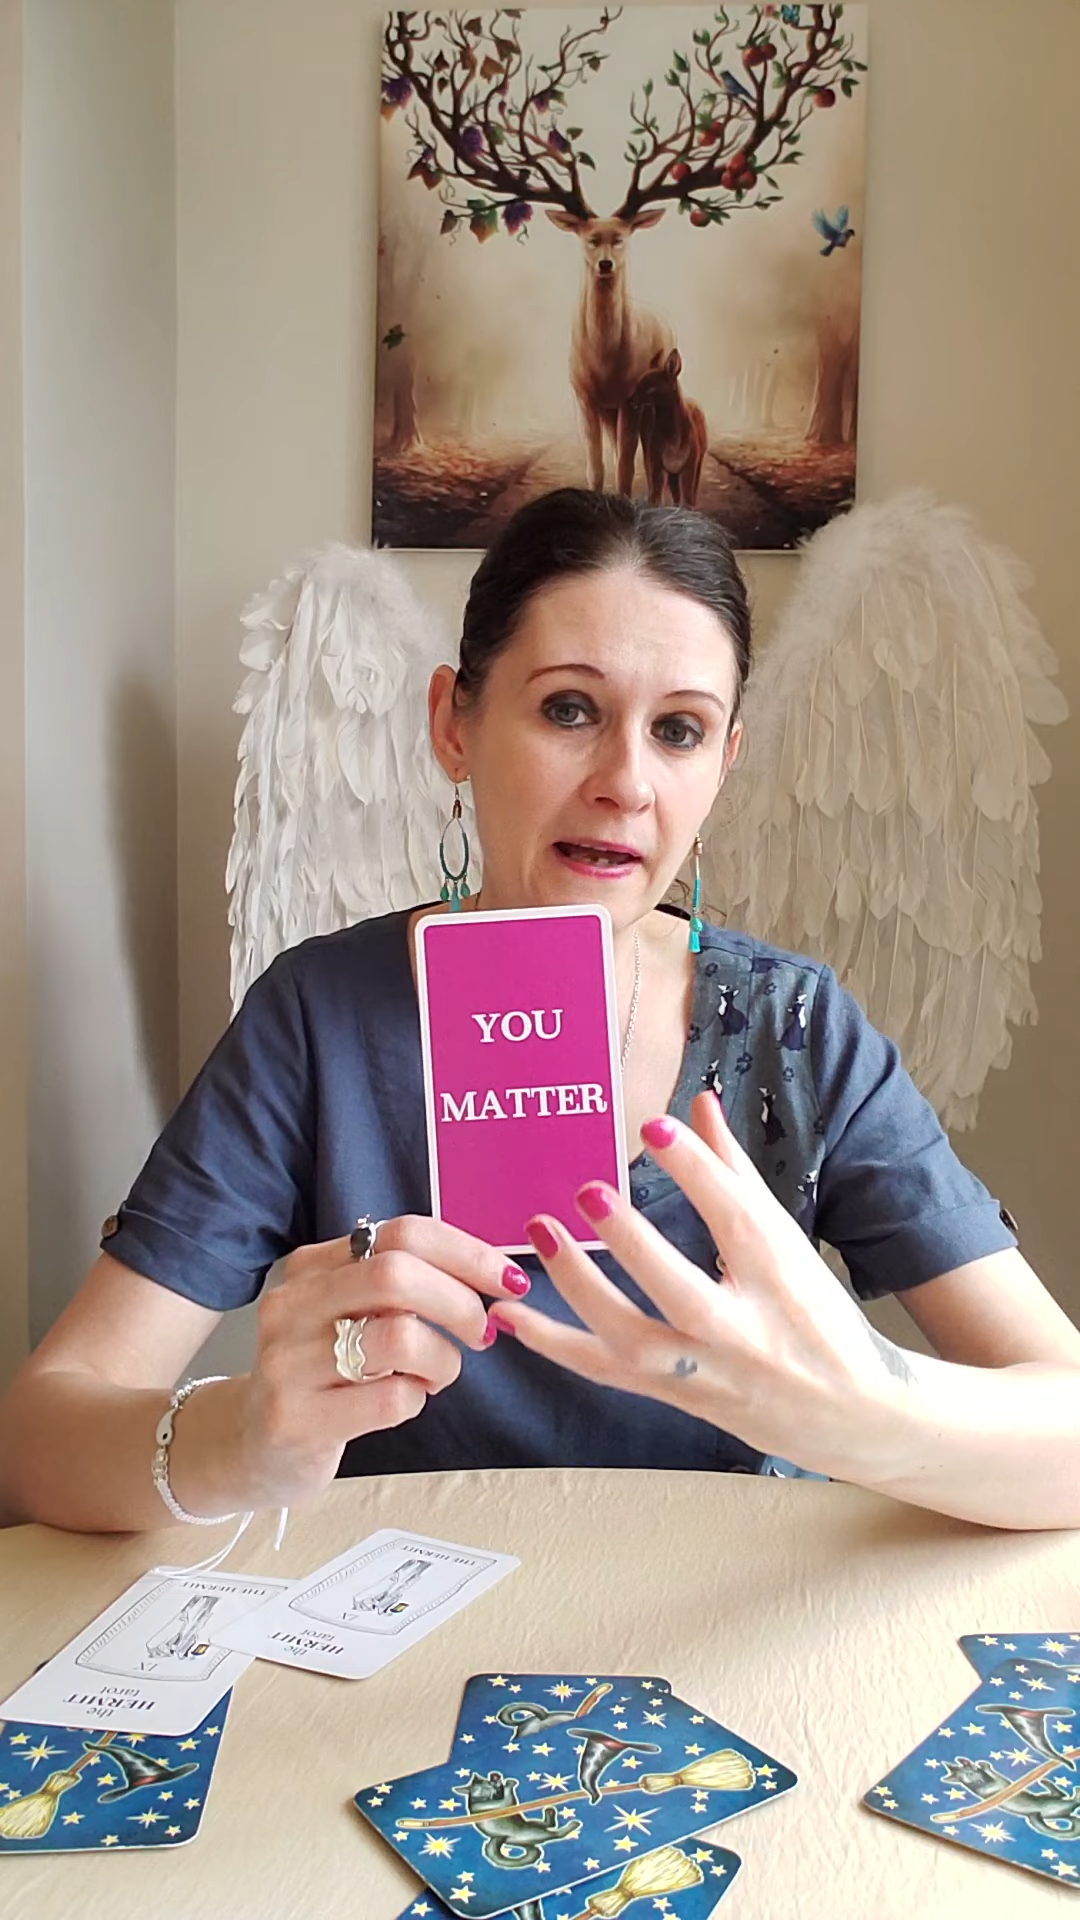 YOU
MATTER
THE HERMIT
IX
the
HERMIT
tarot
THE HERMIT
IX
the
HERMIT
tarot